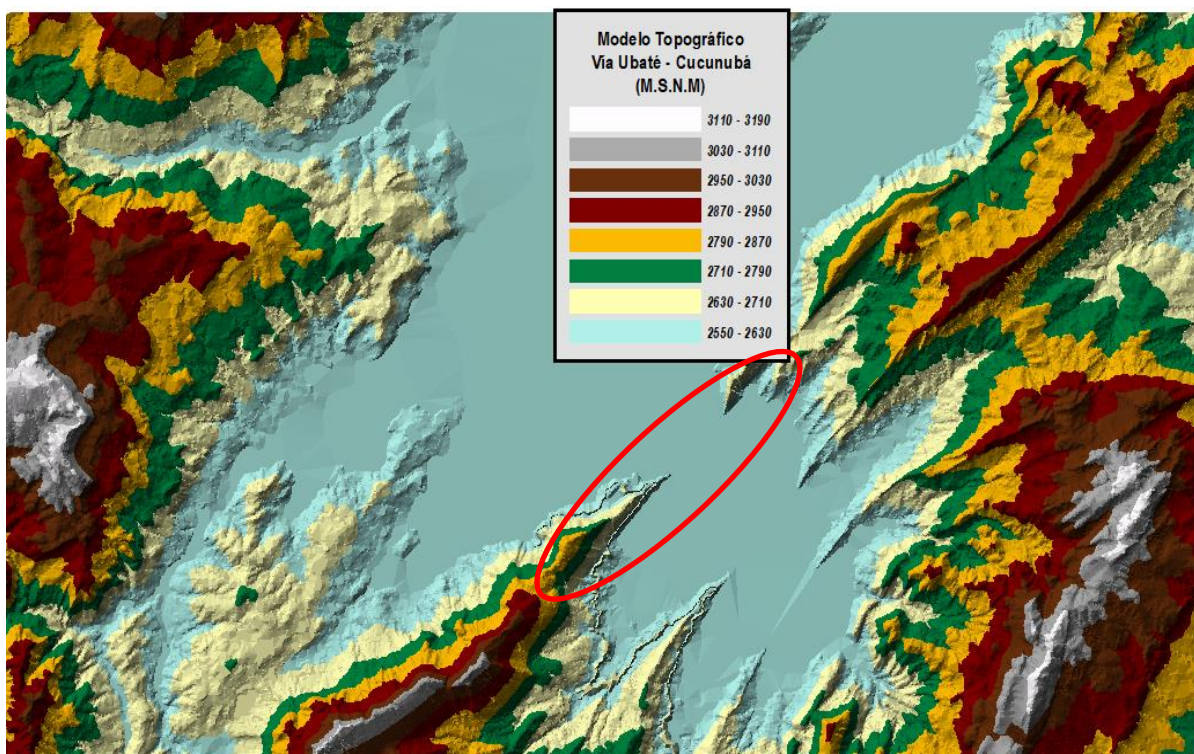 Modelo Topográfico
Via Ubaté - Cucunubá
(M.S.N.M)
3110 - 3190
3030 - 3110
2950 - 3030
2870 - 2950
2790 - 2870
2710 - 2790
2630 - 2710
2550 - 2630